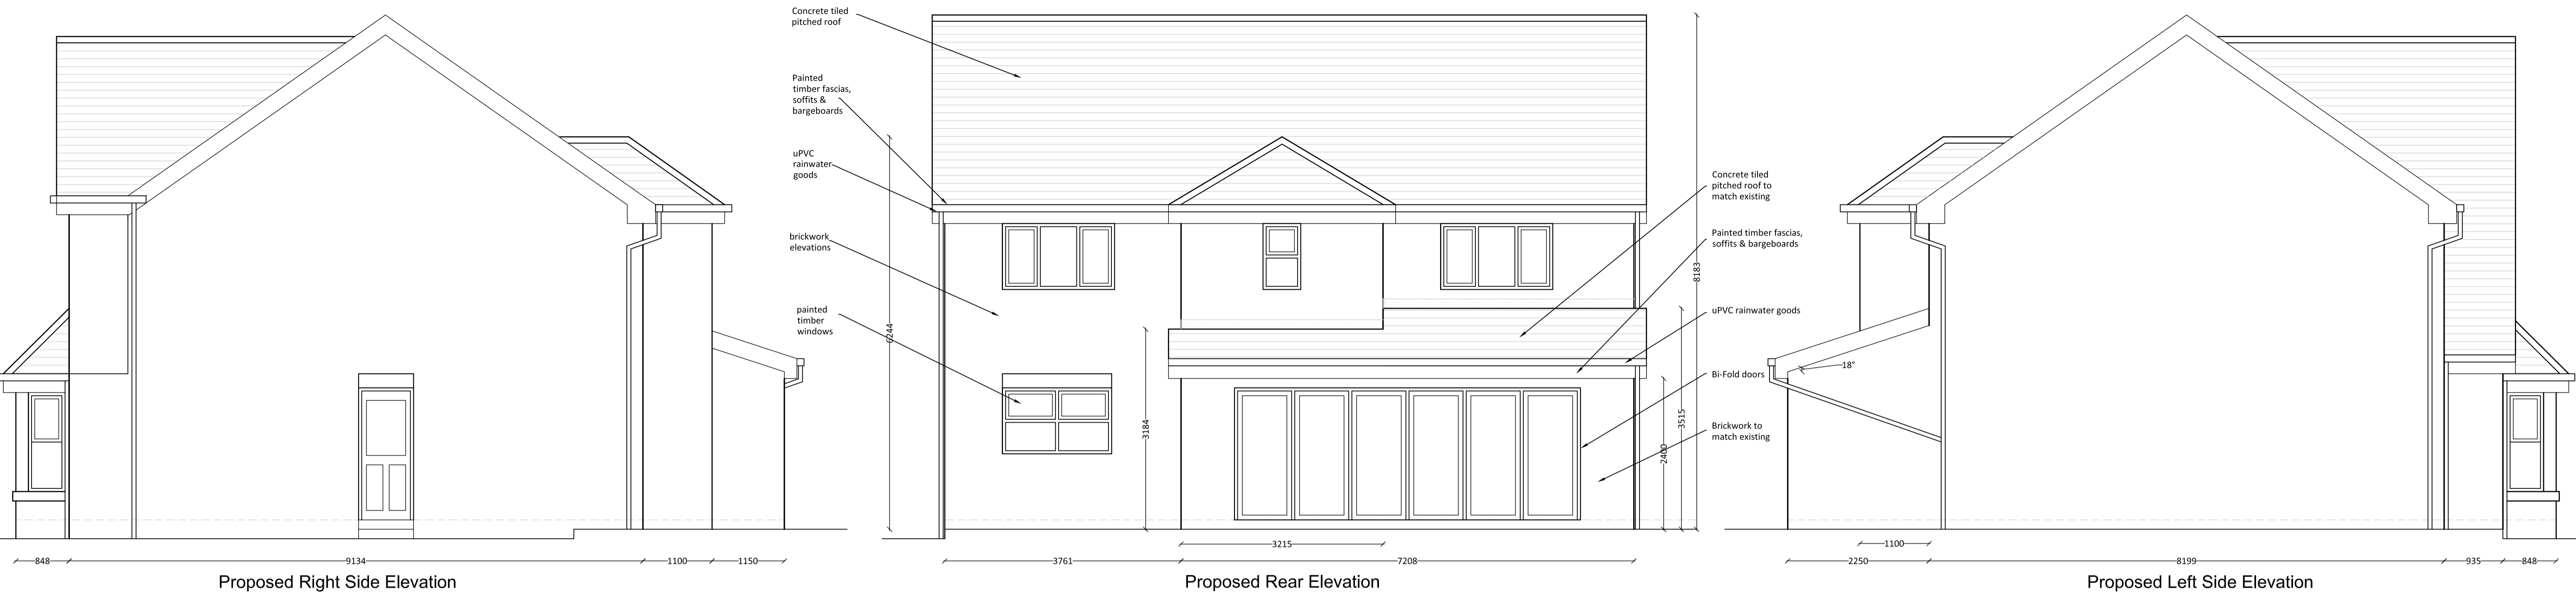 Concrete tiled
pitched roof
Painted
timber fascias,
soffits &
bargeboards
uPVC
rainwater
goods
brickwork
elevations
painted
timber
windows
6244
3184
8183
3515
2400
Concrete tiled
pitched roof to
match existing
Painted timber fascias,
soffits & bargeboards
uPVC rainwater goods
Bi-Fold doors
Brickwork to
match existing
18°
848
9134
1100
1150
Proposed Right Side Elevation
3215
3761
7208
Proposed Rear Elevation
1100
2250
8199
935
848
Proposed Left Side Elevation